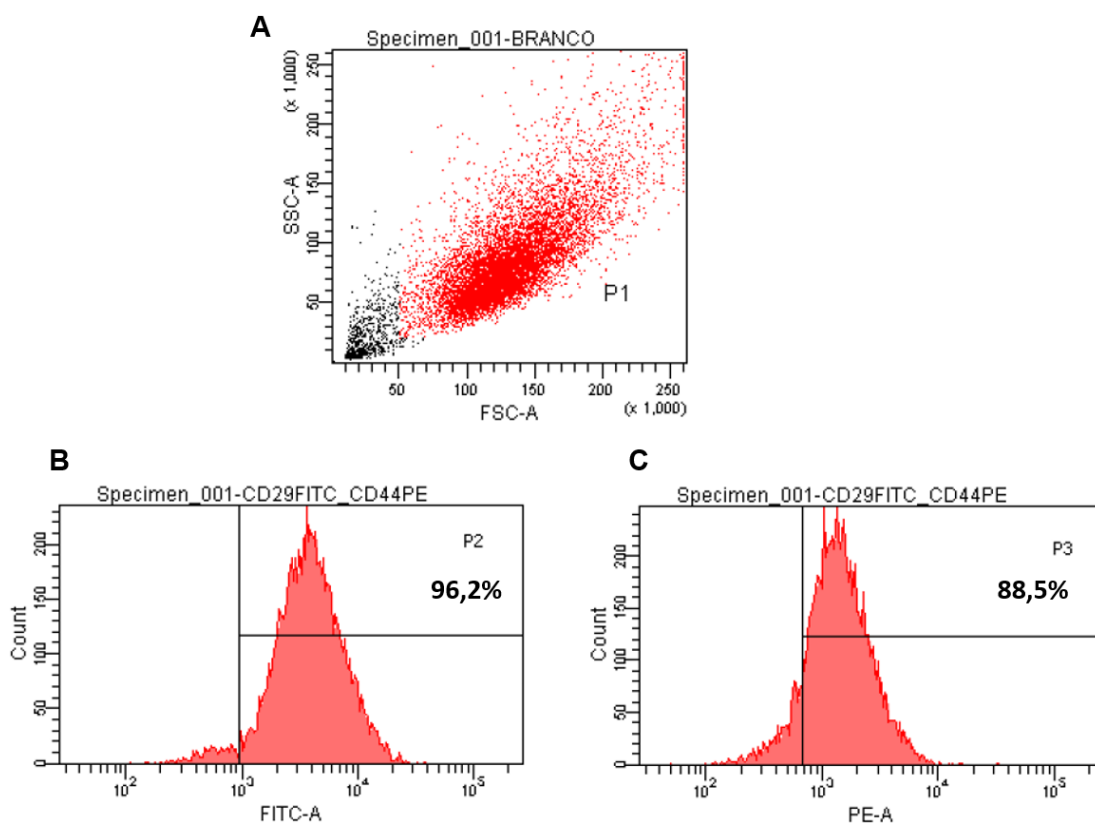 A
Specimen_001-BRANCO
SSC-A
(x 1,000)
250
200
150
100
50
P1
50 100 150 200 250
FSC-A
(x 1,000)
B
Specimen_001-CD29FITC_CD44PE
Count
200
150
100
50
0
P2
96,2%
10² 10³ 10⁴ 10⁵
FITC-A
C
Specimen_001-CD29FITC_CD44PE
Count
200
150
100
50
0
P3
88,5%
10² 10³ 10⁴ 10⁵
PE-A